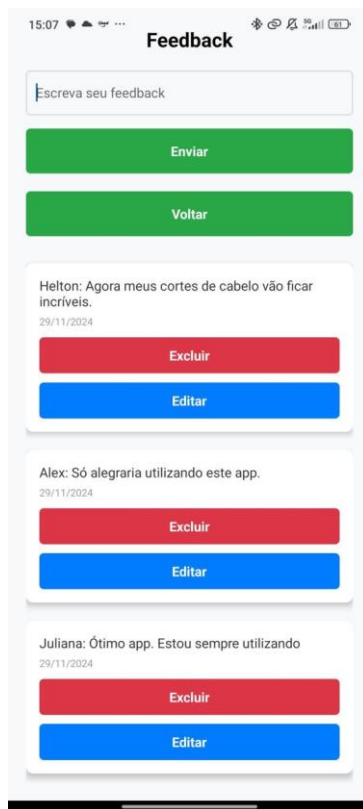 15:07 ... 5G 61
Feedback
Escreva seu feedback
Enviar
Voltar
Helton: Agora meus cortes de cabelo vão ficar
incríveis.
29/11/2024
Excluir
Editar
Alex: Só alegraria utilizando este app.
29/11/2024
Excluir
Editar
Juliana: Ótimo app. Estou sempre utilizando
29/11/2024
Excluir
Editar